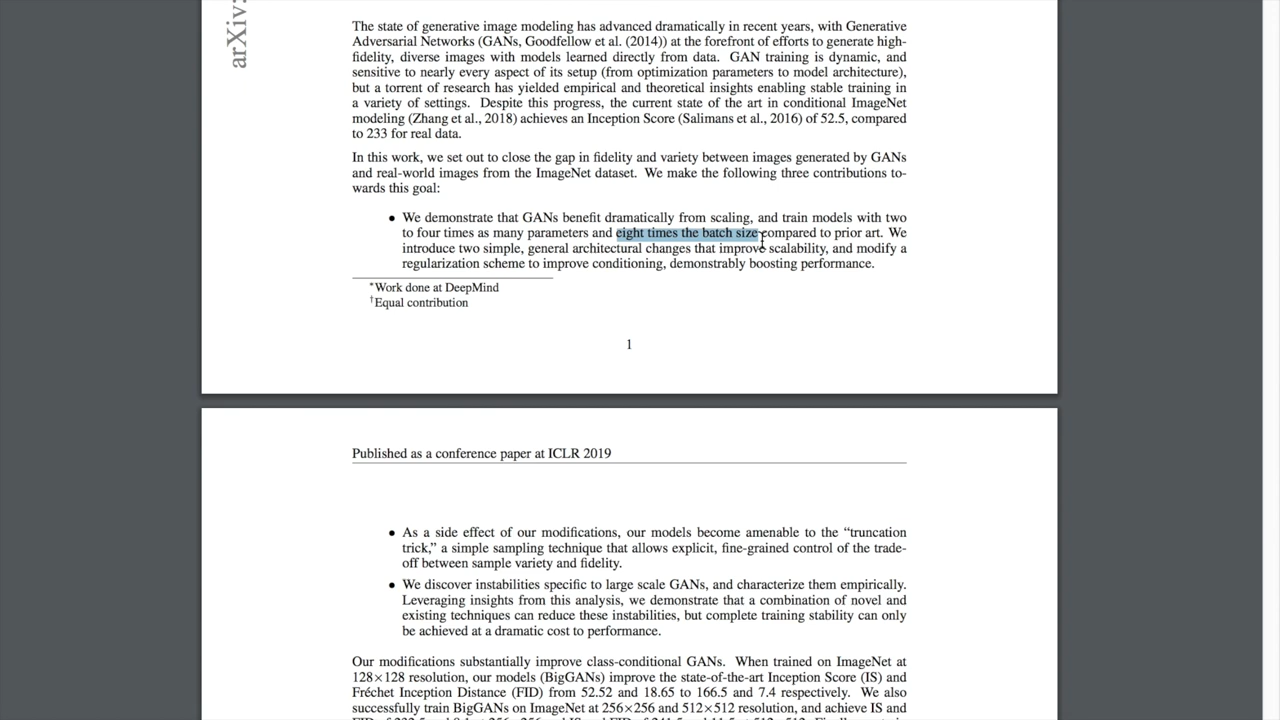 arXiv:
The state of generative image modeling has advanced dramatically in recent years, with Generative
Adversarial Networks (GANs, Goodfellow et al. (2014)) at the forefront of efforts to generate high-
fidelity, diverse images with models learned directly from data. GAN training is dynamic, and
sensitive to nearly every aspect of its setup (from optimization parameters to model architecture),
but a torrent of research has yielded empirical and theoretical insights enabling stable training in
a variety of settings. Despite this progress, the current state of the art in conditional ImageNet
modeling (Zhang et al., 2018) achieves an Inception Score (Salimans et al., 2016) of 52.5, compared
to 233 for real data.
In this work, we set out to close the gap in fidelity and variety between images generated by GANs
and real-world images from the ImageNet dataset. We make the following three contributions to-
wards this goal:
• We demonstrate that GANs benefit dramatically from scaling, and train models with two
to four times as many parameters and eight times the batch size compared to prior art. We
introduce two simple, general architectural changes that improve scalability, and modify a
regularization scheme to improve conditioning, demonstrably boosting performance.
*Work done at DeepMind
†Equal contribution
1
Published as a conference paper at ICLR 2019
• As a side effect of our modifications, our models become amenable to the “truncation
trick,” a simple sampling technique that allows explicit, fine-grained control of the trade-
off between sample variety and fidelity.
• We discover instabilities specific to large scale GANs, and characterize them empirically.
Leveraging insights from this analysis, we demonstrate that a combination of novel and
existing techniques can reduce these instabilities, but complete training stability can only
be achieved at a dramatic cost to performance.
Our modifications substantially improve class-conditional GANs. When trained on ImageNet at
128×128 resolution, our models (BigGANs) improve the state-of-the-art Inception Score (IS) and
Fréchet Inception Distance (FID) from 52.52 and 18.65 to 166.5 and 7.4 respectively. We also
successfully train BigGANs on ImageNet at 256×256 and 512×512 resolution, and achieve IS and